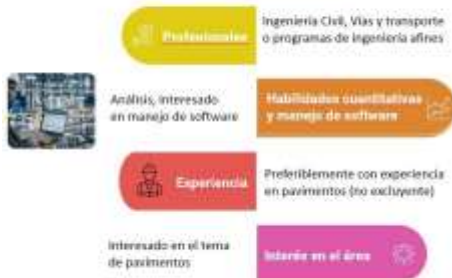 Profesionales
Ingeniería Civil, Vías y transporte
o programas de ingeniería afines
Análisis, Interesado
en manejo de software
Habilidades cuantitativas
y manejo de software
Experiencia
Preferiblemente con experiencia
en pavimentos (no excluyente)
Interesado en el tema
de pavimentos
Interés en el área